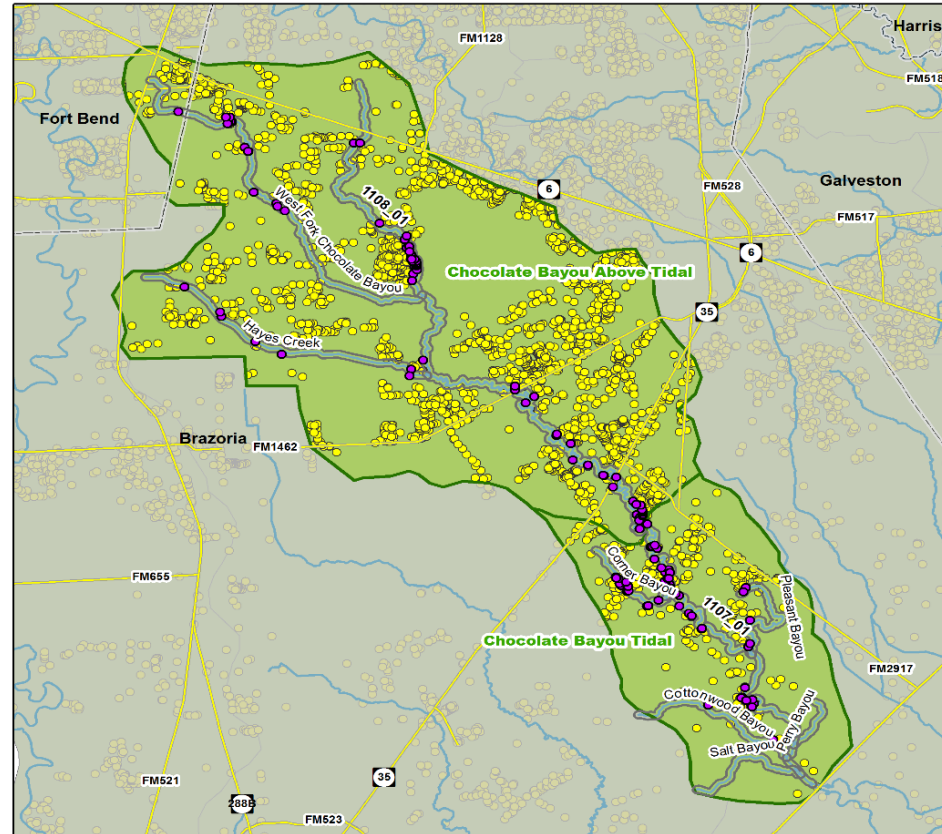 Harris
FM1128
FM518
Fort Bend
6
FM528
Galveston
1108_01
West Fork Chocolate Bayou
FM517
6
Chocolate Bayou Above Tidal
35
Hayes Creek
Brazoria
FM1462
Corner Bayou
FM655
Pleasant Bayou
1107_01
Chocolate Bayou Tidal
FM2917
Cottonwood Bayou
Perry Bayou
Salt Bayou
35
FM521
288B
FM523